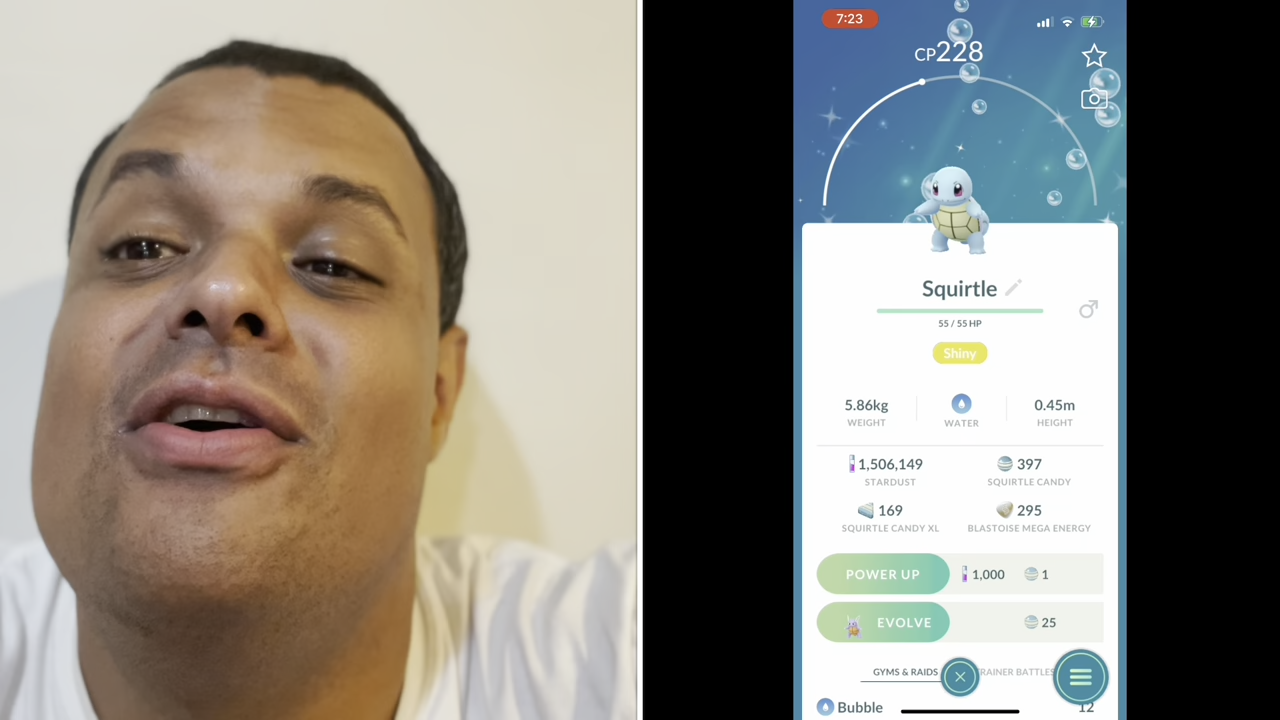 7:23
CP228
Squirtle
55 / 55 HP
Shiny
5.86kg
WEIGHT
WATER
0.45m
HEIGHT
1,506,149
STARDUST
397
SQUIRTLE CANDY
169
SQUIRTLE CANDY XL
295
BLASTOISE MEGA ENERGY
POWER UP 1,000 1
EVOLVE 25
GYMS & RAIDS TRAINER BATTLES
Bubble 12